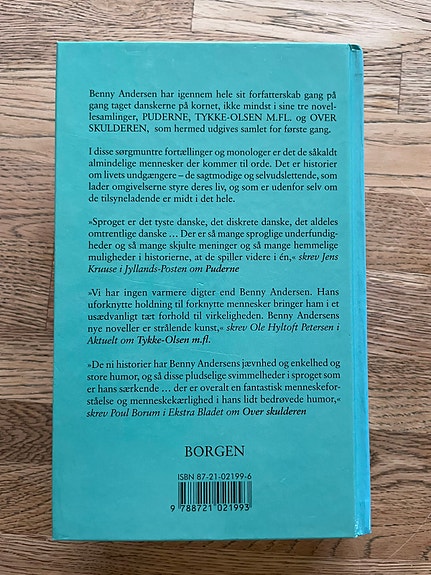 Benny Andersen har igennem hele sit forfatterskab gang på
gang taget danskerne på kornet, ikke mindst i sine tre novel-
lesamlinger, PUDERNE, TYKKE-OLSEN M.FL. og OVER
SKULDEREN, som hermed udgives samlet for første gang.
I disse sørgmuntre fortællinger og monologer er det de såkaldt
almindelige mennesker der kommer til orde. Det er historier
om livets undgængere – de sagtmodige og selvudslettende, som
lader omgivelserne styre deres liv, og som er udenfor selv om
de tilsyneladende er midt i det hele.
»Sproget er det tyste danske, det diskrete danske, det aldeles
omtrentlige danske ... Der er så mange sproglige underfundig-
heder og så mange skjulte meninger og så mange hemmelige
muligheder i historierne, at de spiller videre i én,« skrev Jens
Kruuse i Jyllands-Posten om Puderne
»Vi har ingen varmere digter end Benny Andersen. Hans
uforknytte holdning til forknytte mennesker bringer ham i et
usædvanligt tæt forhold til virkeligheden. Benny Andersens
nye noveller er strålende kunst,« skrev Ole Hyltoft Petersen i
Aktuelt om Tykke-Olsen m.fl.
»De ni historier har Benny Andersens jævnhed og enkelhed og
store humor, og så disse pludselige svimmelheder i sproget som
er hans særkende ... der er overalt en fantastisk menneskefor-
ståelse og menneskekærlighed i hans lidt bedrøvede humor,«
skrev Poul Borum i Ekstra Bladet om Over skulderen
BORGEN
ISBN 87-21-02199-6
9 788721 021993